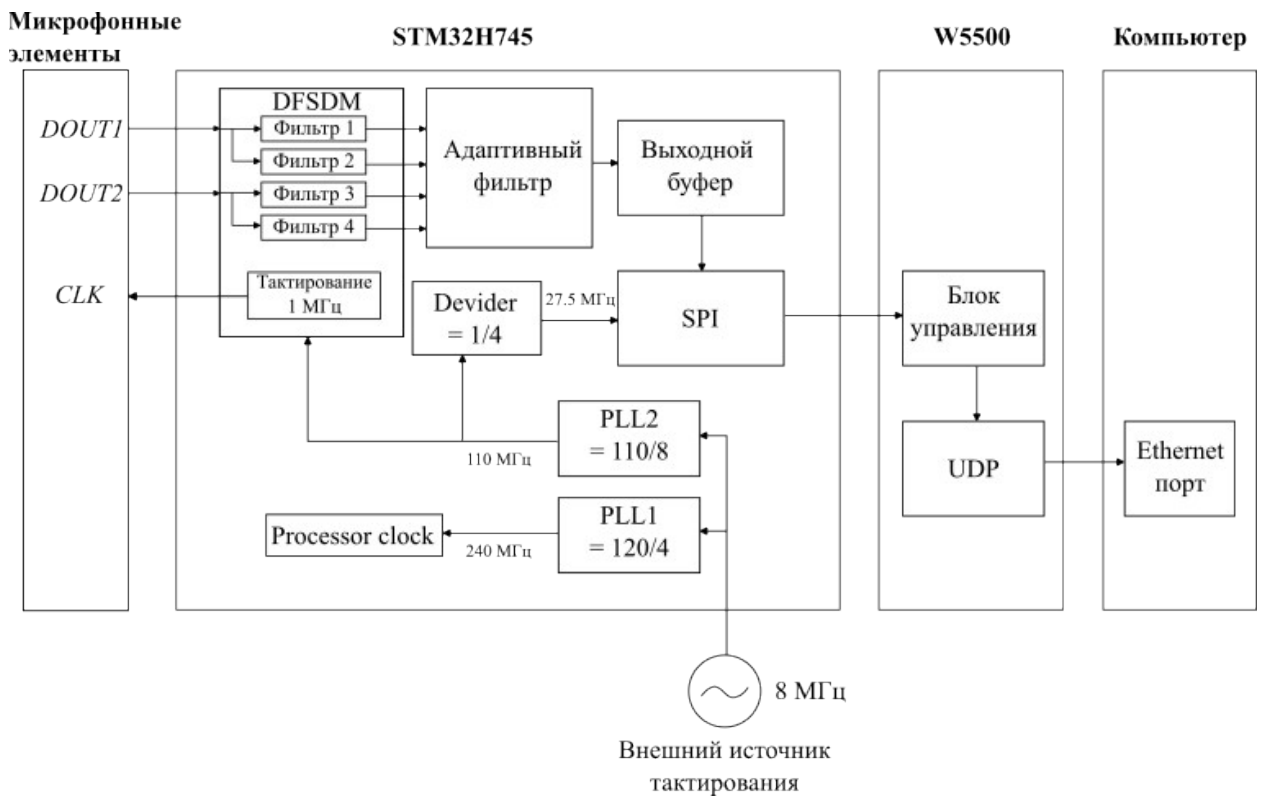 Микрофонные
элементы
STM32H745
W5500
Компьютер
DFSDM
DOUT1
Фильтр 1
Фильтр 2
DOUT2
Фильтр 3
Фильтр 4
Адаптивный
фильтр
Выходной
буфер
CLK
Тактирование
1 МГц
Devider
= 1/4
27.5 МГц
SPI
Блок
управления
PLL2
= 110/8
110 МГц
UDP
Ethernet
порт
PLL1
= 120/4
Processor clock
240 МГц
8 МГц
Внешний источник
тактирования